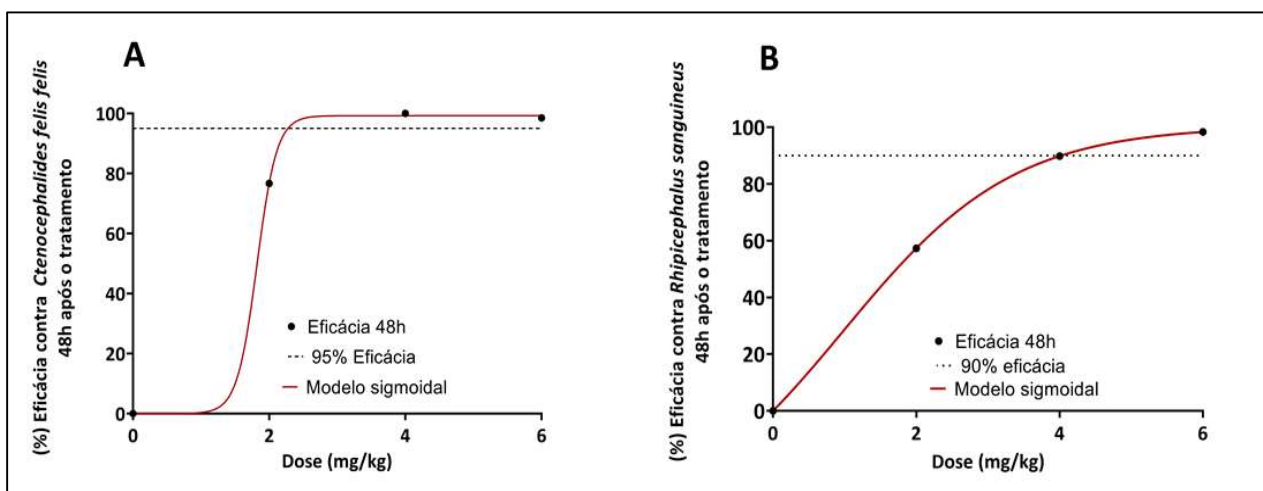 A
(%) Eficácia contra Ctenocephalides felis felis
48h após o tratamento
100
80
60
40
20
0
0 2 4 6
Dose (mg/kg)
Eficácia 48h
95% Eficácia
Modelo sigmoidal
B
(%) Eficácia contra Rhipicephalus sanguineus
48h após o tratamento
100
80
60
40
20
0
0 2 4 6
Dose (mg/kg)
Eficácia 48h
90% eficácia
Modelo sigmoidal